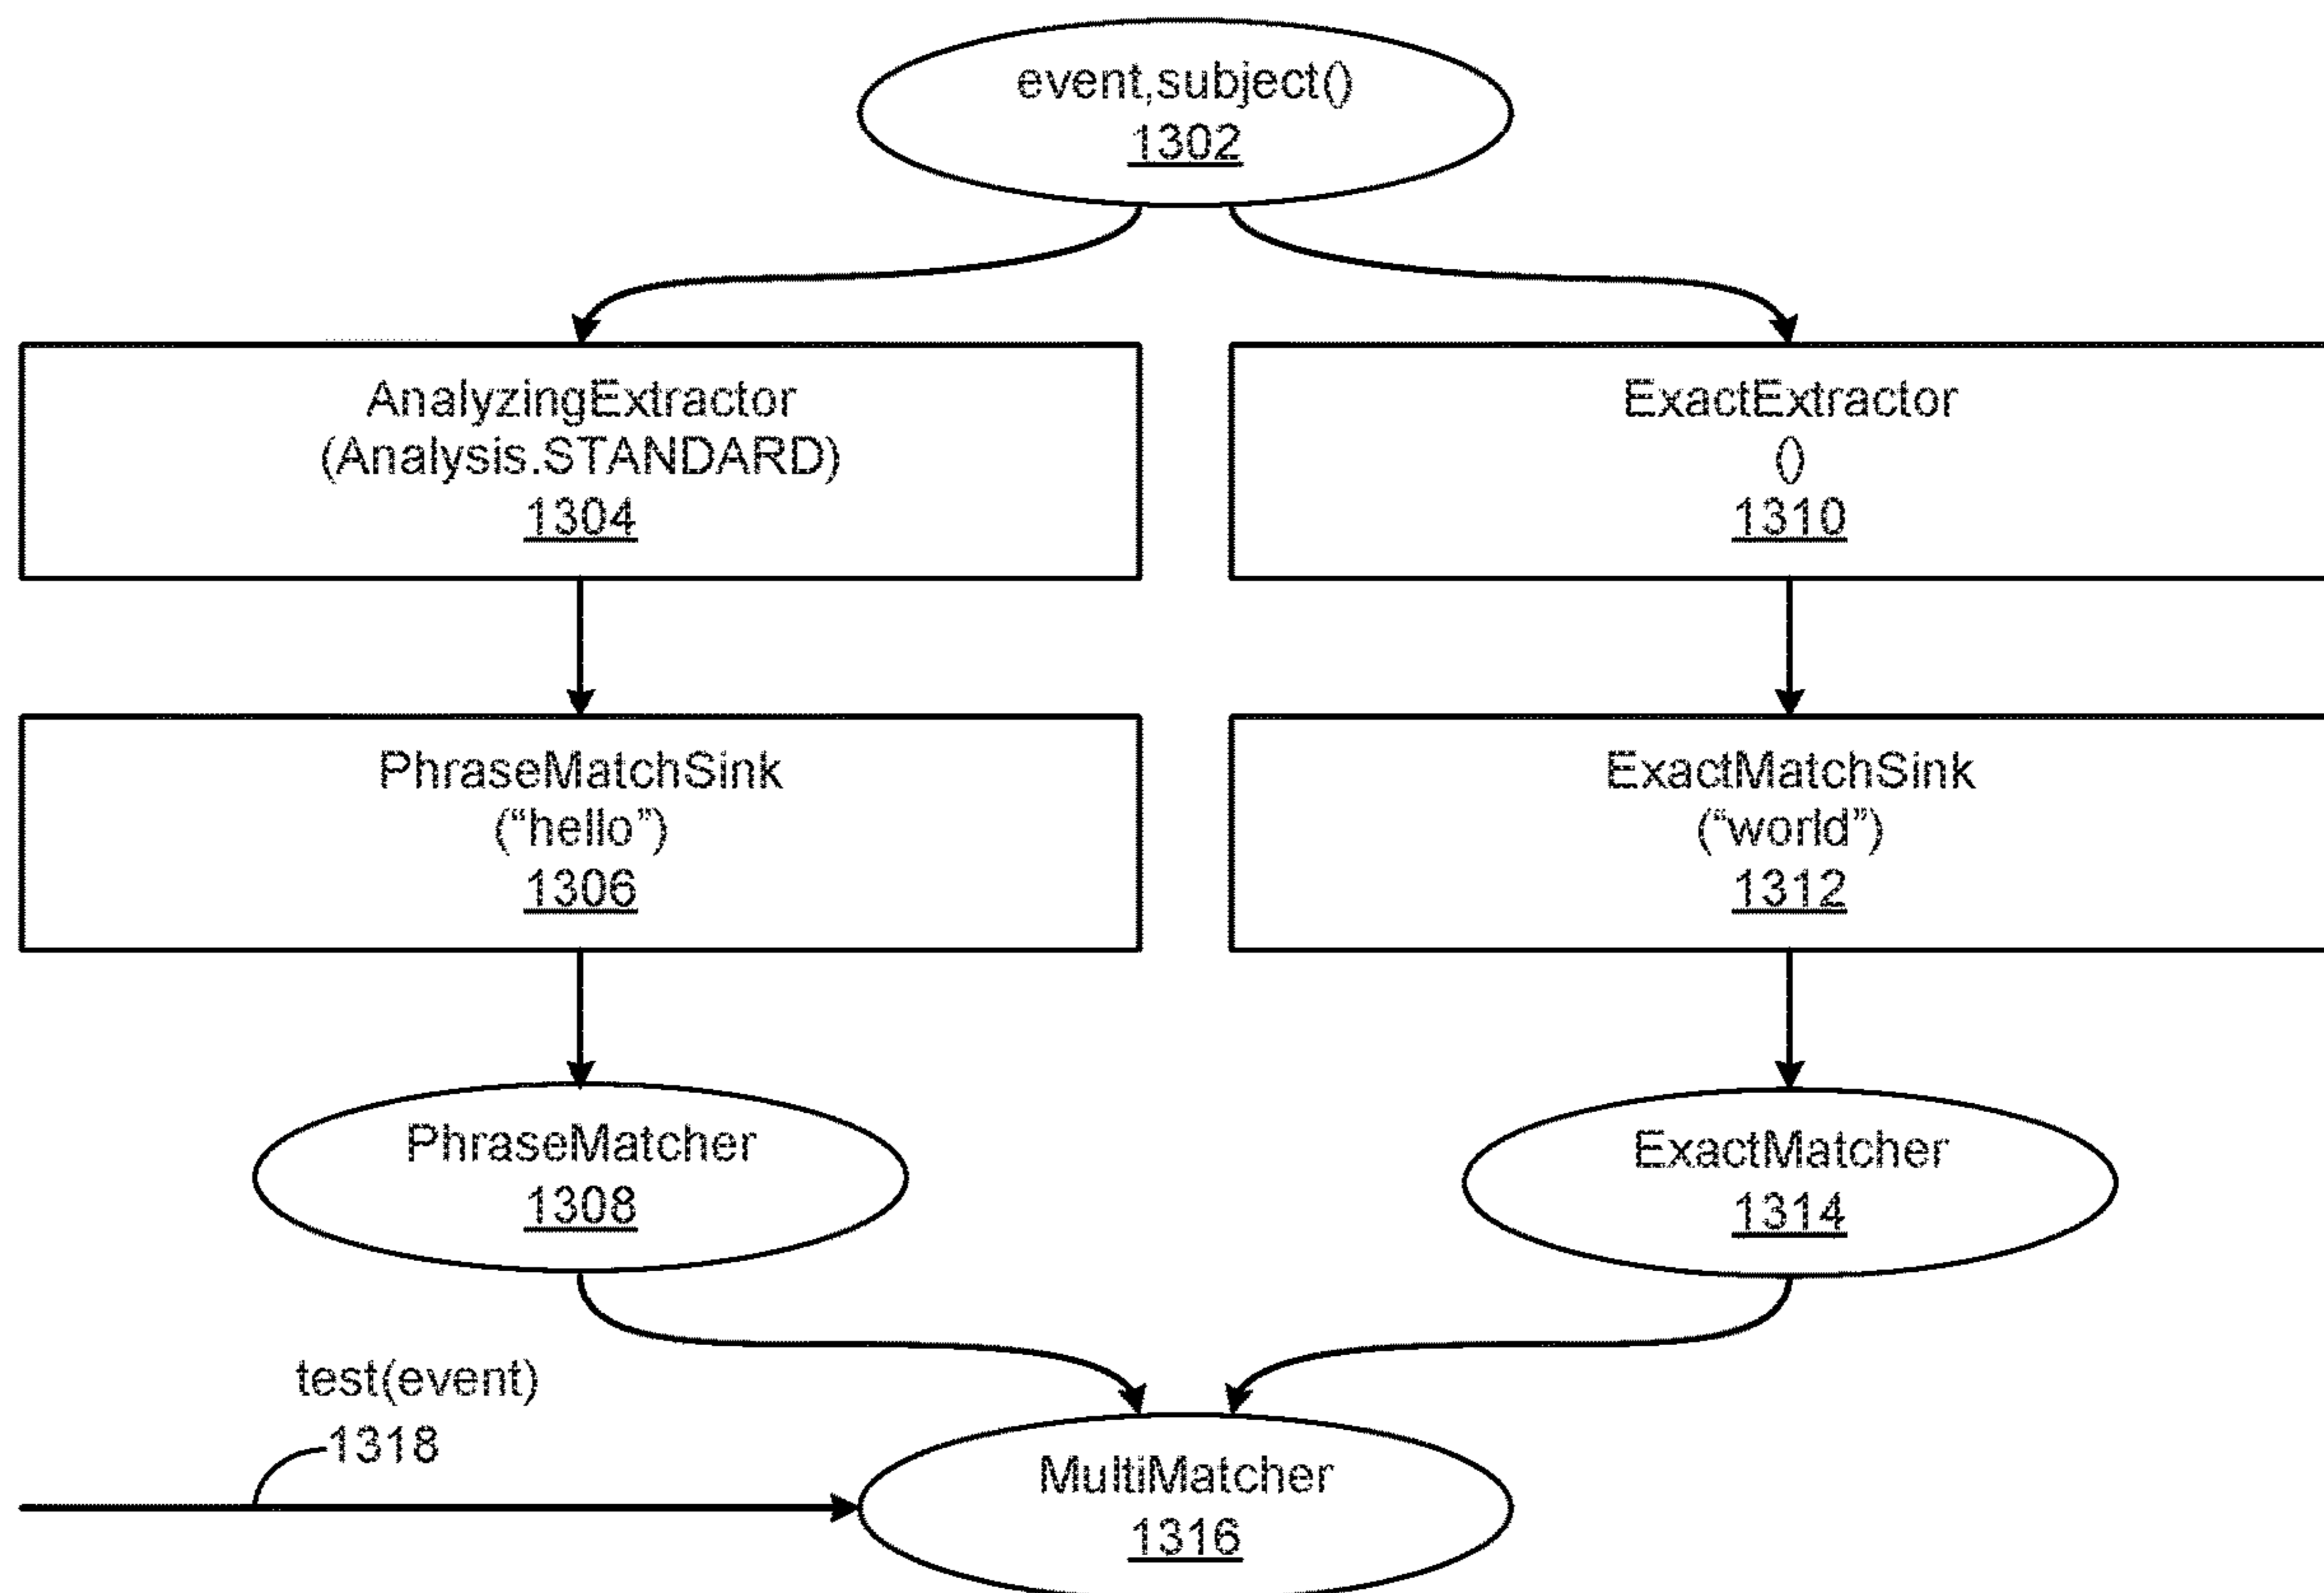 event,subject()
1302
AnalyzingExtractor
(Analysis.STANDARD)
1304
ExactExtractor
()
1310
PhraseMatchSink
(“hello”)
1306
ExactMatchSink
(“world”)
1312
PhraseMatcher
1308
ExactMatcher
1314
test(event)
1318
MultiMatcher
1316